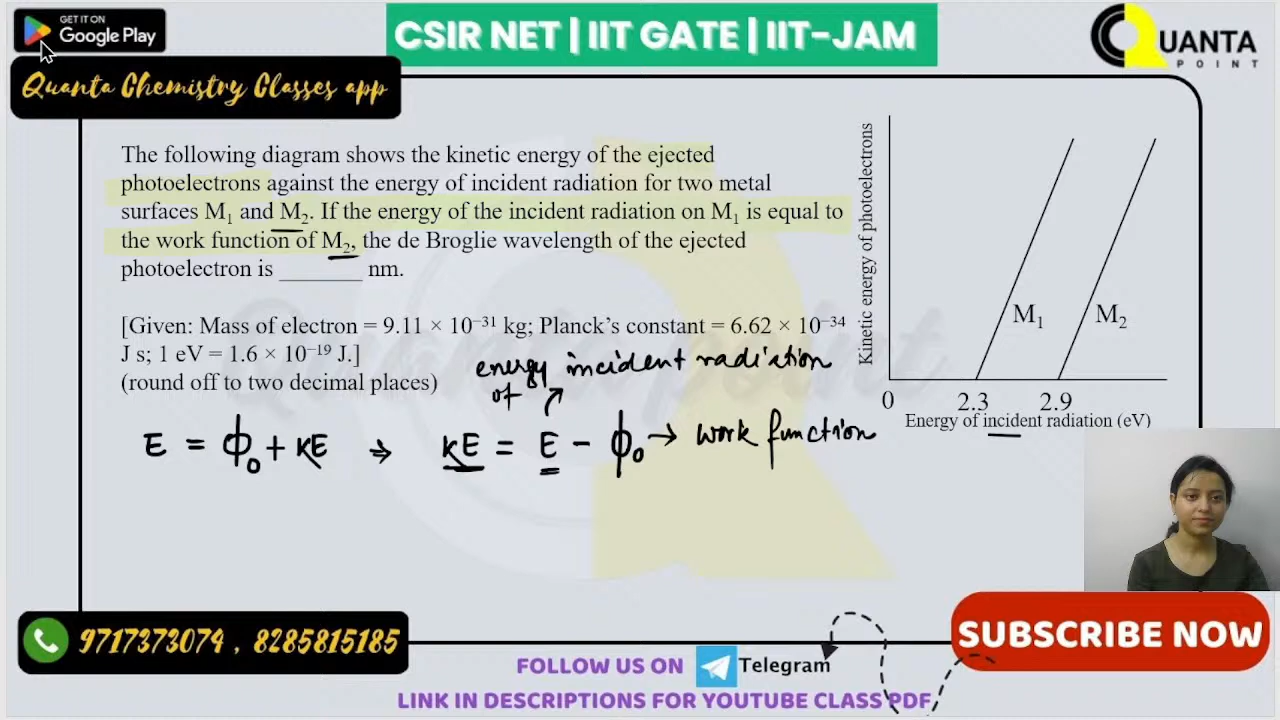 GET IT ON
Google Play
CSIR NET | IIT GATE | IIT-JAM
QUANTA
POINT
Quanta Chemistry Classes app
The following diagram shows the kinetic energy of the ejected
photoelectrons against the energy of incident radiation for two metal
surfaces M₁ and M₂. If the energy of the incident radiation on M₁ is equal to
the work function of M₂, the de Broglie wavelength of the ejected
photoelectron is _______ nm.
[Given: Mass of electron = 9.11 × 10⁻³¹ kg; Planck's constant = 6.62 × 10⁻³⁴
J s; 1 eV = 1.6 × 10⁻¹⁹ J.]
(round off to two decimal places)
Kinetic energy of photoelectrons
M₁
M₂
0
2.3
2.9
Energy of incident radiation (eV)
energy incident radiation
of
E = ϕ₀ + KE ⇒ KE = E − ϕ₀ → work function
Quanta point
9717373074 , 8285815185
SUBSCRIBE NOW
FOLLOW US ON Telegram
LINK IN DESCRIPTIONS FOR YOUTUBE CLASS PDF